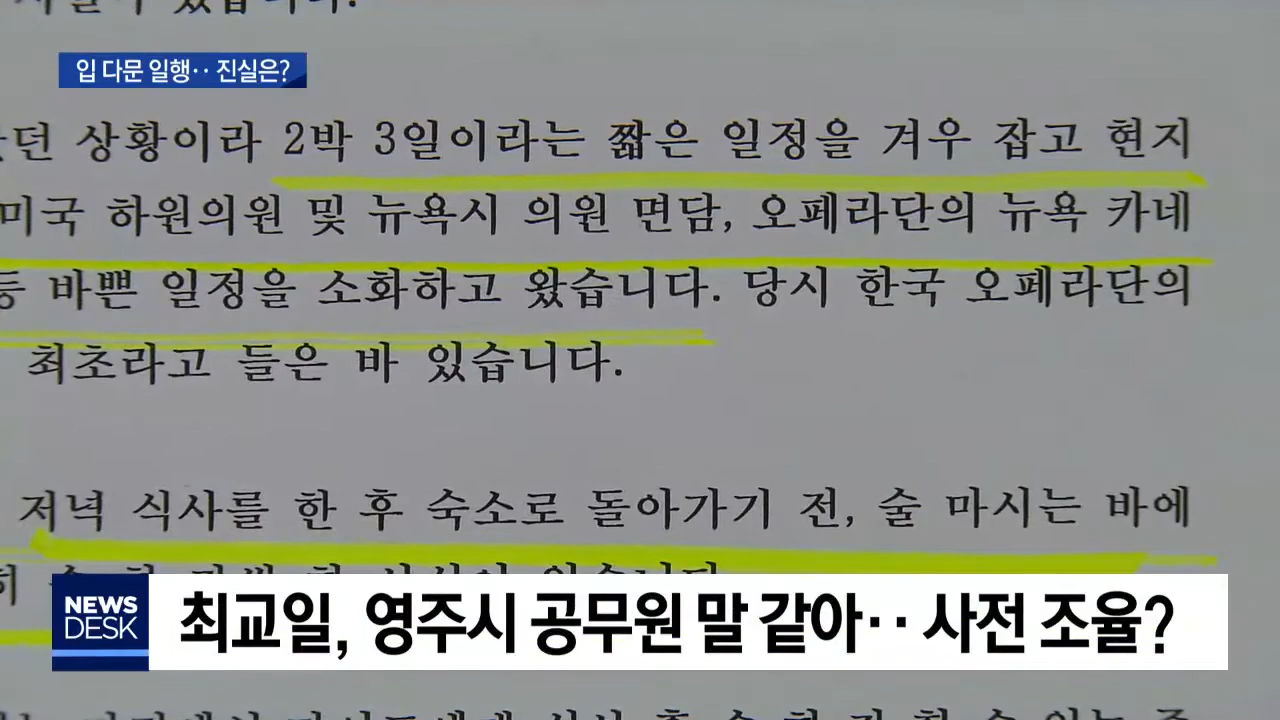 입 다문 일행‥ 진실은?
던 상황이라 2박 3일이라는 짧은 일정을 겨우 잡고 현지
미국 하원의원 및 뉴욕시 의원 면담, 오페라단의 뉴욕 카네
등 바쁜 일정을 소화하고 왔습니다. 당시 한국 오페라단의
최초라고 들은 바 있습니다.
저녁 식사를 한 후 숙소로 돌아가기 전, 술 마시는 바에
NEWS
DESK
최교일, 영주시 공무원 말 같아‥ 사전 조율?